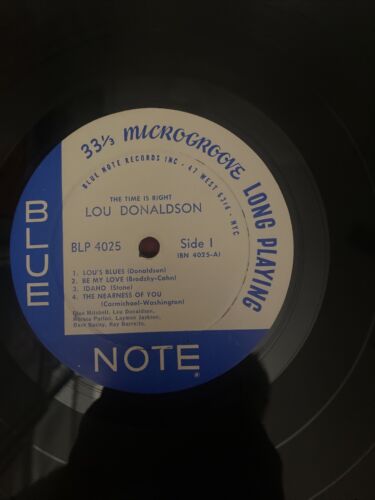 33⅓ MICROGROOVE LONG PLAYING
BLUE NOTE RECORDS INC · 47 WEST 63rd · NYC
THE TIME IS RIGHT
LOU DONALDSON
BLP 4025
Side 1
(BN 4025-A)
1. LOU'S BLUES (Donaldson)
2. BE MY LOVE (Brodzky-Cahn)
3. IDAHO (Stone)
4. THE NEARNESS OF YOU
(Carmichael-Washington)
Blue Mitchell, Lou Donaldson,
Horace Parlan, Laymon Jackson,
Dave Bailey, Ray Barretto.
BLUE
NOTE
®